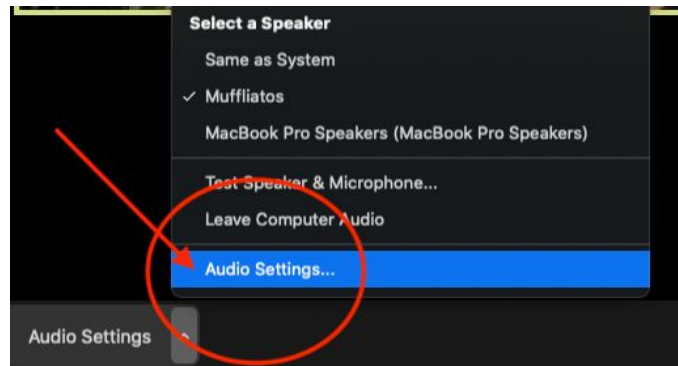 Select a Speaker
Same as System
✓ Muffliatos
MacBook Pro Speakers (MacBook Pro Speakers)
Test Speaker & Microphone...
Leave Computer Audio
Audio Settings...
Audio Settings